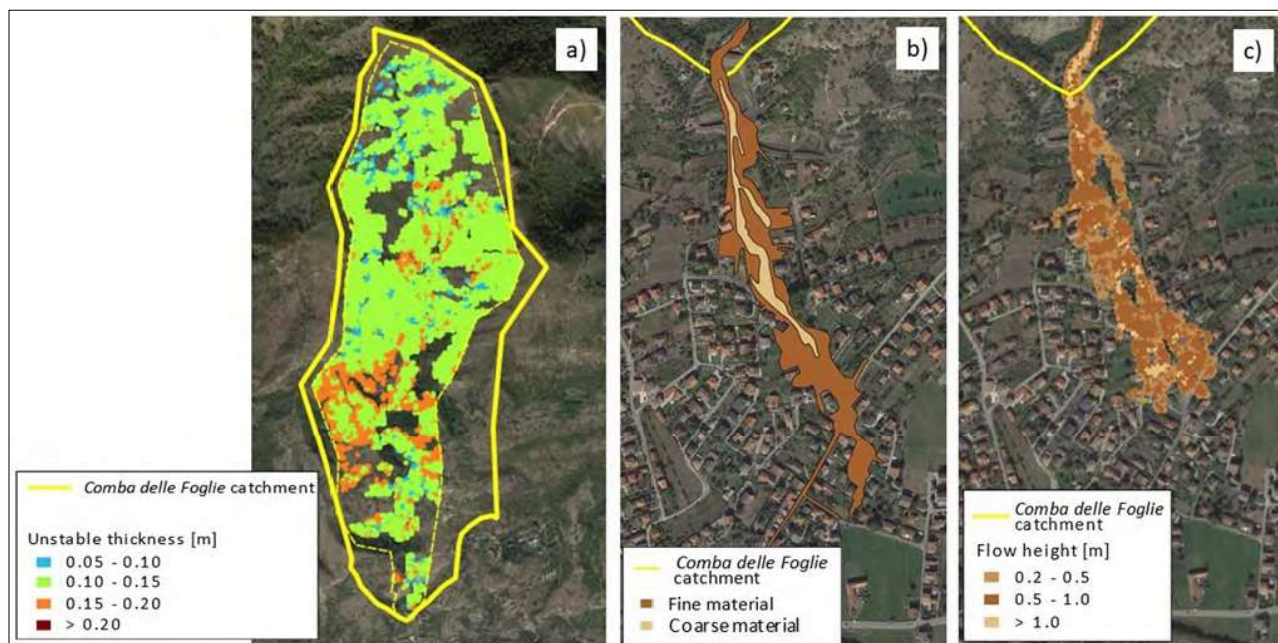 a)
Comba delle Foglie catchment
Unstable thickness [m]
0.05 - 0.10
0.10 - 0.15
0.15 - 0.20
> 0.20
b)
Comba delle Foglie
catchment
Fine material
Coarse material
c)
Comba delle Foglie
catchment
Flow height [m]
0.2 - 0.5
0.5 - 1.0
> 1.0